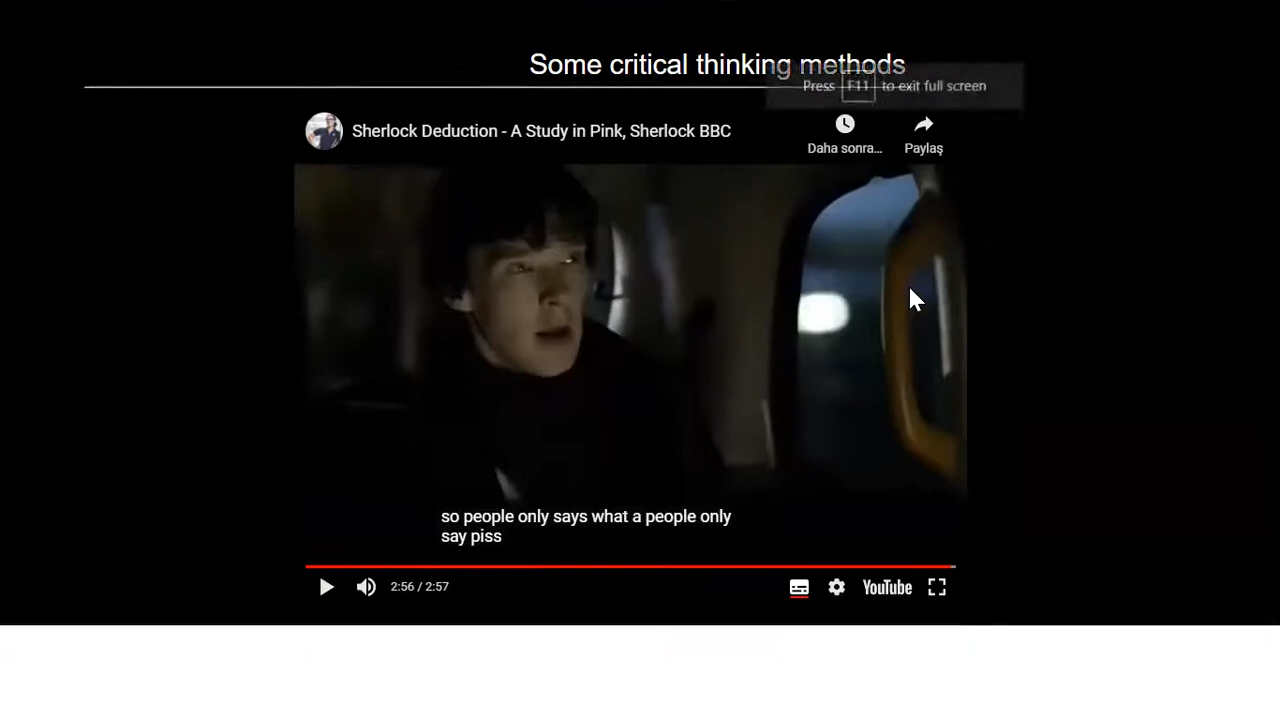 Some critical thinking methods
Press F11 to exit full screen
Sherlock Deduction - A Study in Pink, Sherlock BBC
Daha sonra...
Paylaş
so people only says what a people only
say piss
2:56 / 2:57
YouTube